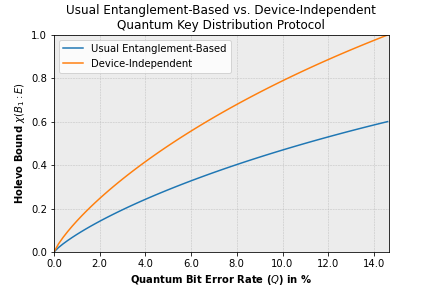 Usual Entanglement-Based vs. Device-Independent
Quantum Key Distribution Protocol
Usual Entanglement-Based
Device-Independent
Holevo Bound χ(B₁ : E)
1.0
0.8
0.6
0.4
0.2
0.0
0.0 2.0 4.0 6.0 8.0 10.0 12.0 14.0
Quantum Bit Error Rate (Q) in %